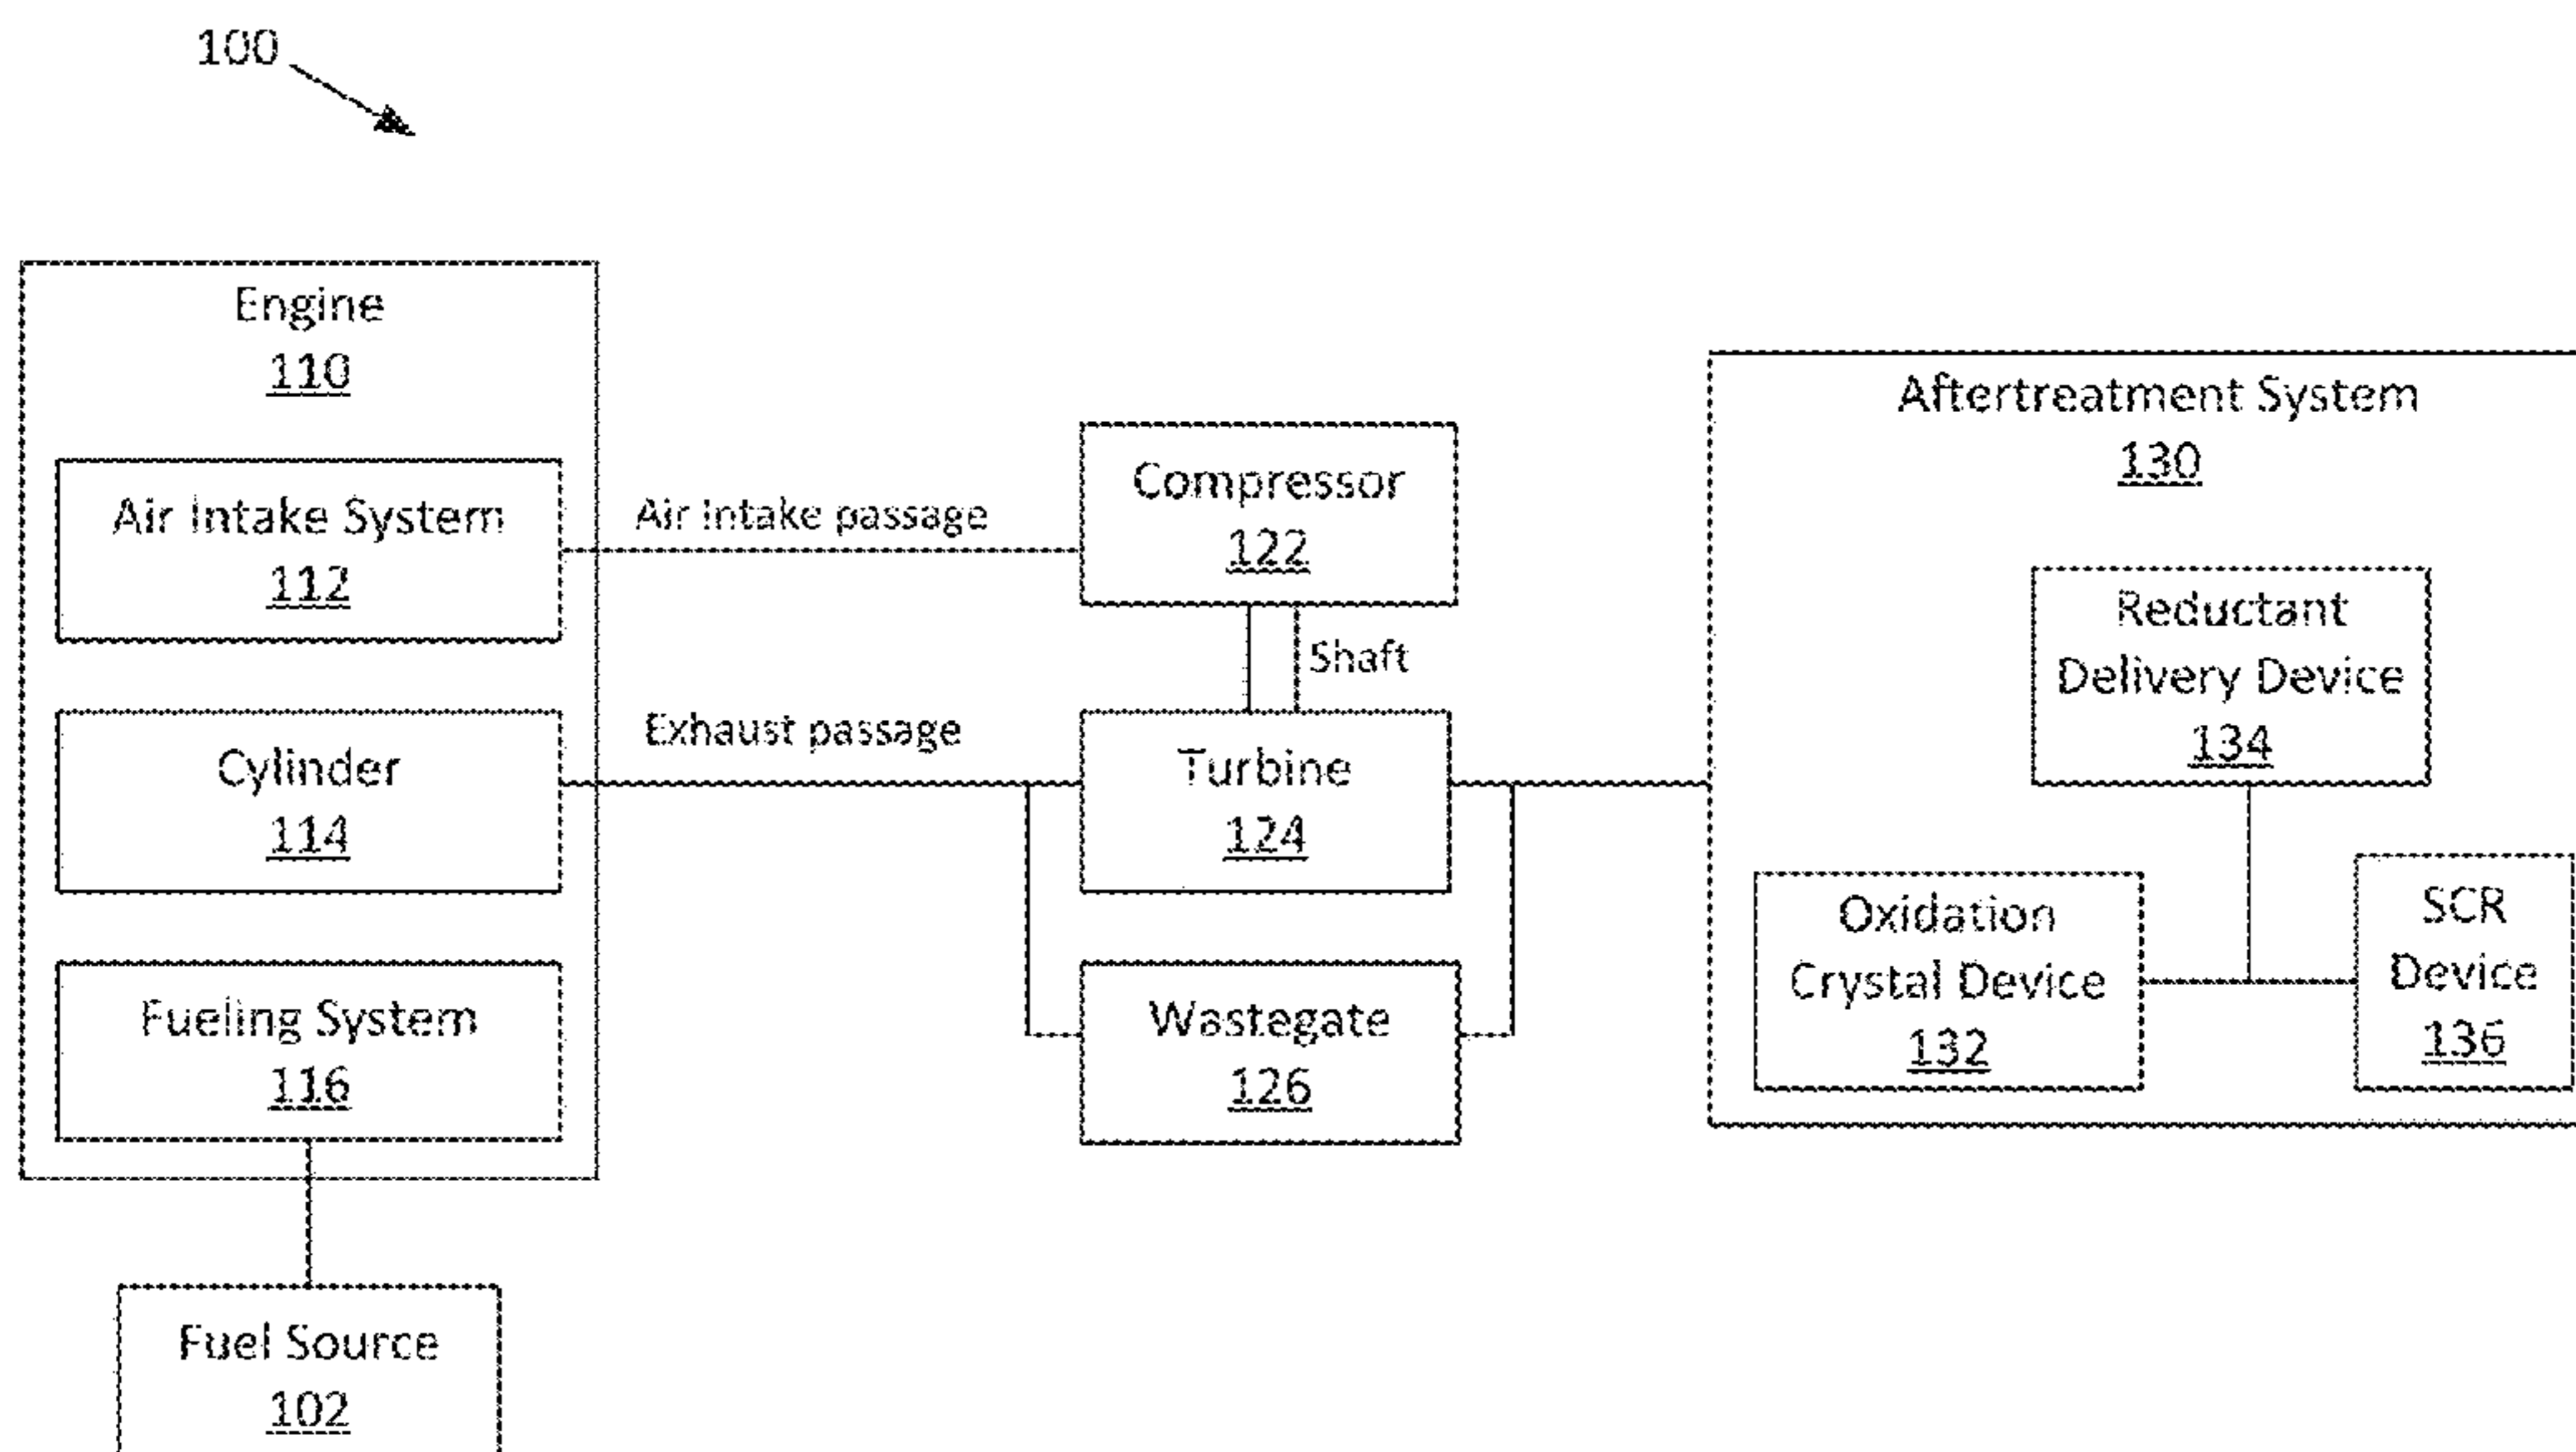 100
Engine
110
Air Intake System
112
Cylinder
114
Fueling System
116
Fuel Source
102
Air Intake passage
Exhaust passage
Compressor
122
Shaft
Turbine
124
Wastegate
126
Aftertreatment System
130
Reductant
Delivery Device
134
Oxidation
Crystal Device
132
SCR
Device
136